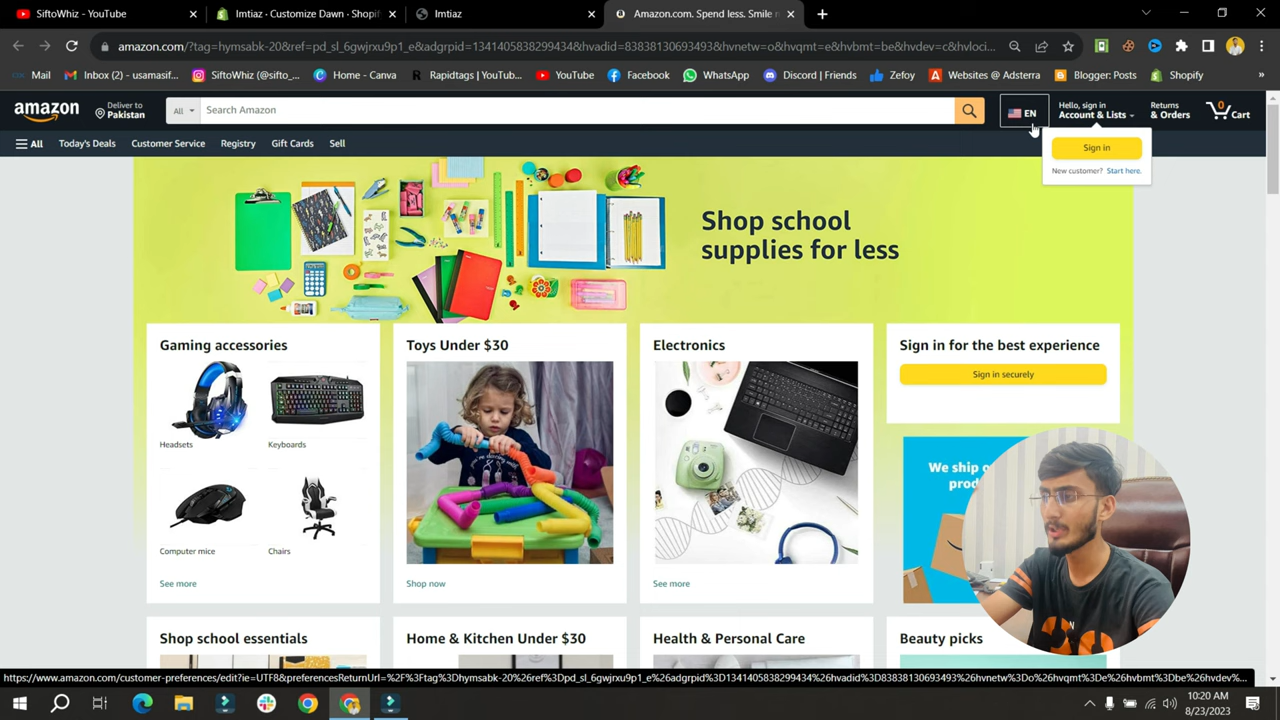 SiftoWhiz - YouTube
Imtiaz · Customize Dawn · Shopif
Imtiaz
Amazon.com. Spend less. Smile m
amazon.com/?tag=hymsabk-20&ref=pd_sl_6gwjrxu9p1_e&adgrpid=1341405838299434&hvadid=83838130693493&hvnetw=o&hvqmt=e&hvbmt=be&hvdev=c&hvloci...
Mail
Inbox (2) - usamasif...
SiftoWhiz (@sifto_...
Home - Canva
Rapidtags | YouTub...
YouTube
Facebook
WhatsApp
Discord | Friends
Zefoy
Websites @ Adsterra
Blogger: Posts
Shopify
»
amazon
Deliver to
Pakistan
All
Search Amazon
EN
Hello, sign in
Account & Lists
Returns
& Orders
0
Cart
All
Today's Deals
Customer Service
Registry
Gift Cards
Sell
Sign in
New customer? Start here.
Shop school
supplies for less
Gaming accessories
Headsets
Keyboards
Computer mice
Chairs
See more
Toys Under $30
Shop now
Electronics
See more
Sign in for the best experience
Sign in securely
We ship
Shop school essentials
Home & Kitchen Under $30
Health & Personal Care
Beauty picks
https://www.amazon.com/customer-preferences/edit?ie=UTF8&preferencesReturnUrl=%2F%3Ftag%3Dhymsabk-20%26ref%3Dpd_sl_6gwjrxu9p1_e%26adgrpid%3D1341405838299434%26hvadid%3D83838130693493%26hvnetw%3Do%26hvqmt%3De%26hvbmt%3Dbe%26hvdev%...
10:20 AM
8/23/2023